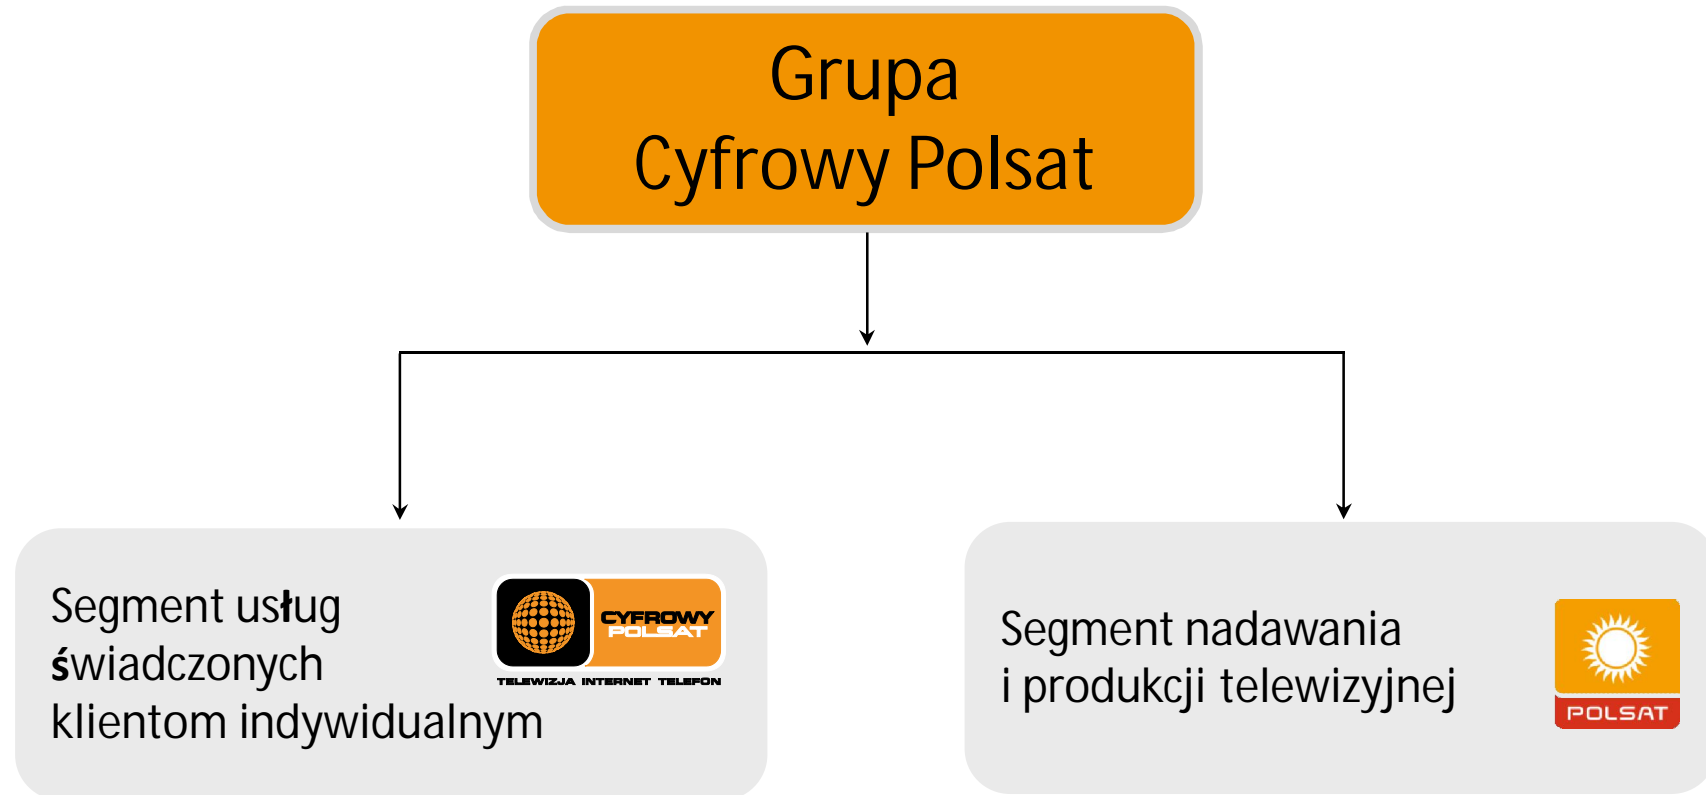 Grupa
Cyfrowy Polsat
Segment usług
świadczonych
klientom indywidualnym
CYFROWY
POLSAT
TELEWIZJA INTERNET TELEFON
Segment nadawania
i produkcji telewizyjnej
POLSAT